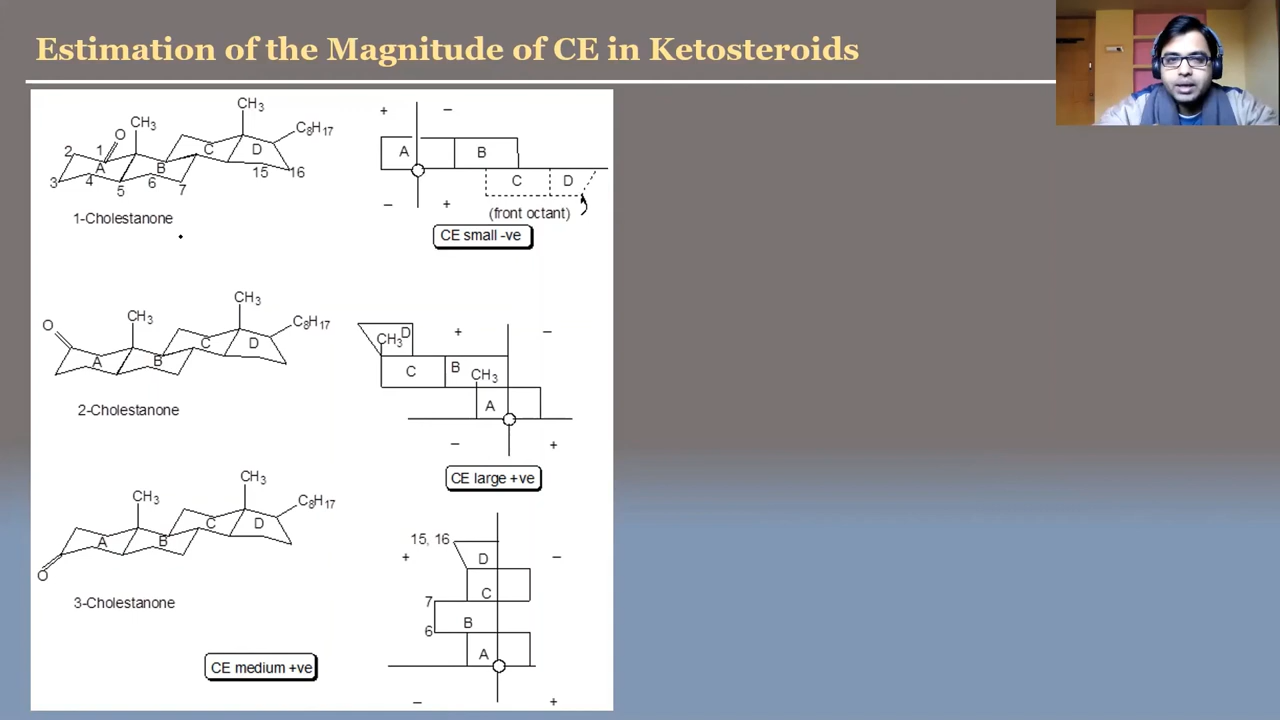 Estimation of the Magnitude of CE in Ketosteroids
CH3
CH3
C8H17
O
1
2
3
4
5
6
7
15
16
A
B
C
D
1-Cholestanone
+ −
A B
C D
− +
(front octant)
CE small -ve
O
CH3
CH3
C8H17
A
B
C
D
2-Cholestanone
CH3 D
+ −
C B
CH3
A
− +
CE large +ve
CH3
CH3
C8H17
A
B
C
D
O
3-Cholestanone
15, 16
D
+ −
C
7
B
6
A
− +
CE medium +ve